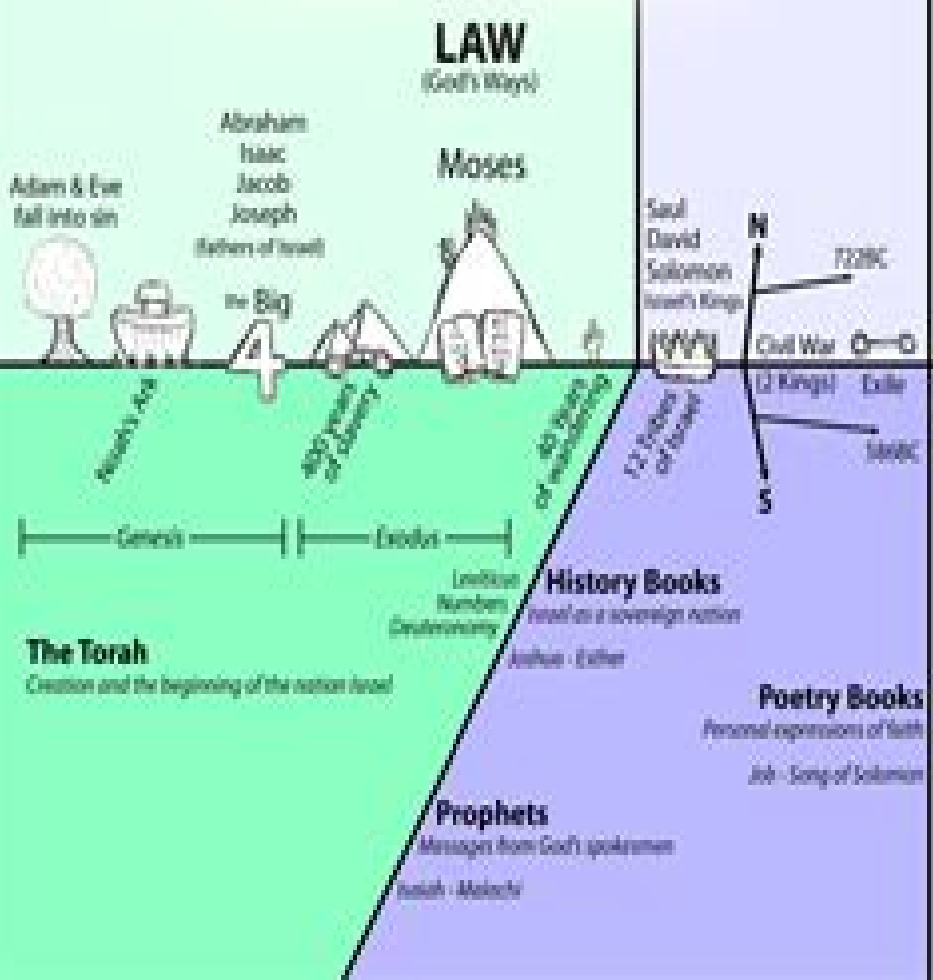 LAW
(God's Ways)
Abraham
Isaac
Jacob
Joseph
(fathers of Israel)
Moses
Adam & Eve
fall into sin
the Big
4
Noah's Ark
400 years
of slavery
40 years
of wandering
Saul
David
Solomon
Israel's Kings
12 Tribes
of Israel
N
722BC
Civil War
(2 Kings)
Exile
586BC
S
Genesis
Exodus
Leviticus
Numbers
Deuteronomy
The Torah
Creation and the beginning of the nation Israel
History Books
Israel as a sovereign nation
Joshua - Esther
Poetry Books
Personal expressions of faith
Job - Song of Solomon
Prophets
Messages from God's spokesmen
Isaiah - Malachi